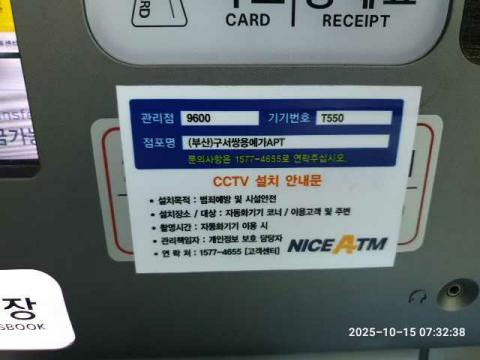 CARD
RECEIPT
관리점 9600 기기번호 T550
점포명 (부산)구서쌍용예가APT
문의사항은 1577-4655로 연락주십시오.
CCTV 설치 안내문
• 설치목적 : 범죄예방 및 시설안전
• 설치장소 / 대상 : 자동화기기 코너 / 이용고객 및 주변
• 촬영시간 : 자동화기기 이용 시
• 관리책임자 : 개인정보 보호 담당자
• 연 락 처 : 1577-4655 [고객센터]
NICE ATM
장
SBOOK
2025-10-15 07:32:38